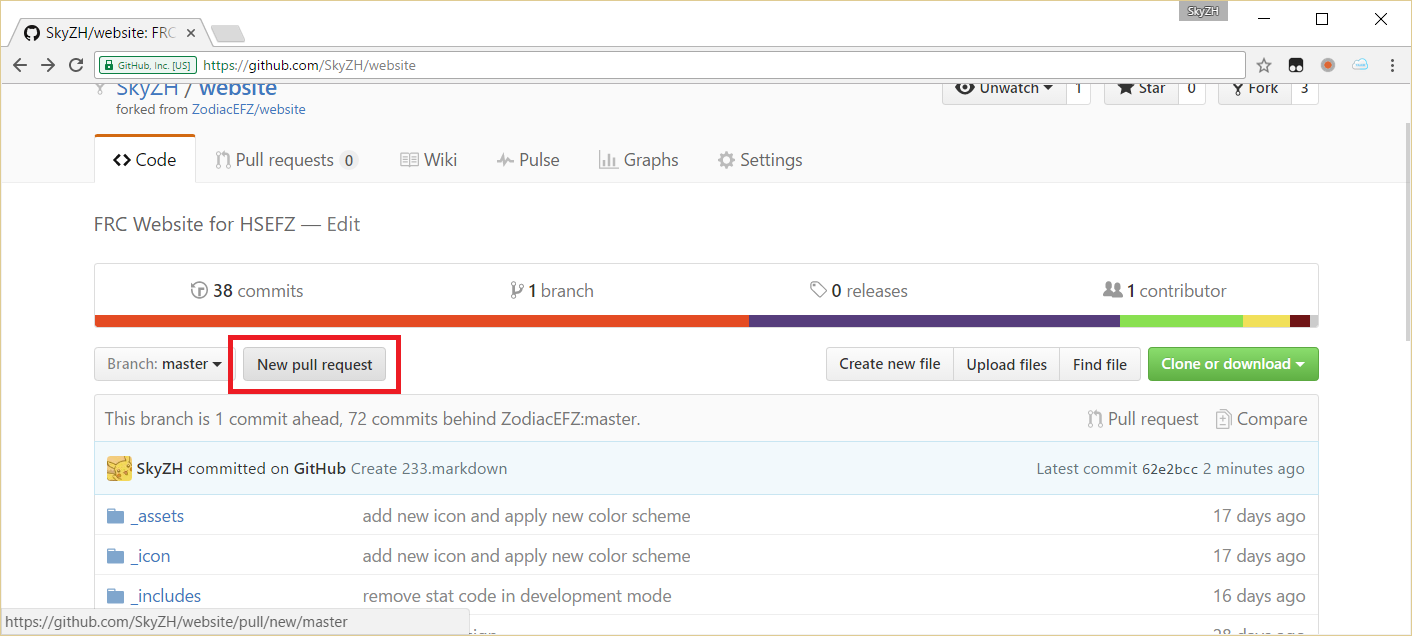 SkyZH
SkyZH/website: FRC
GitHub, Inc. [US] https://github.com/SkyZH/website
SkyZH / website
Unwatch 1 Star 0 Fork 3
forked from ZodiacEFZ/website
Code Pull requests 0 Wiki Pulse Graphs Settings
FRC Website for HSEFZ — Edit
38 commits 1 branch 0 releases 1 contributor
Branch: master New pull request Create new file Upload files Find file Clone or download
This branch is 1 commit ahead, 72 commits behind ZodiacEFZ:master. Pull request Compare
SkyZH committed on GitHub Create 233.markdown Latest commit 62e2bcc 2 minutes ago
_assets add new icon and apply new color scheme 17 days ago
_icon add new icon and apply new color scheme 17 days ago
_includes remove stat code in development mode 16 days ago
https://github.com/SkyZH/website/pull/new/master